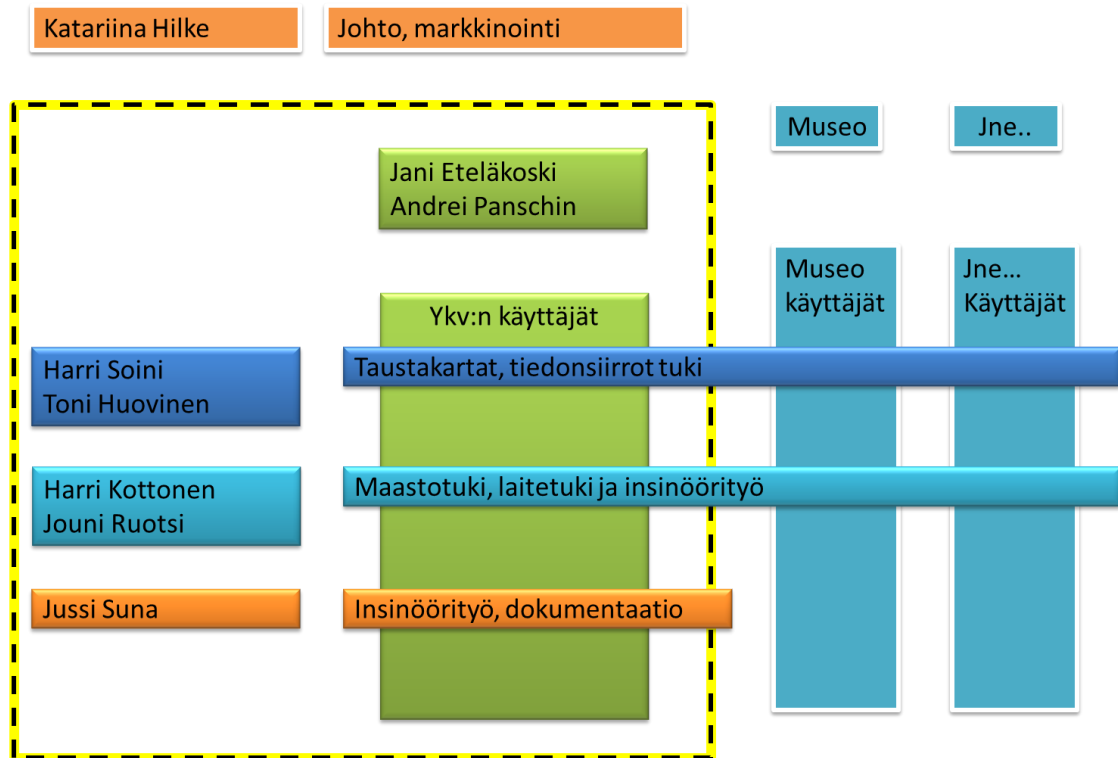 Katariina Hilke
Johto, markkinointi
Museo
Jne..
Jani Eteläkoski
Andrei Panschin
Museo
käyttäjät
Jne...
Käyttäjät
Ykv:n käyttäjät
Harri Soini
Toni Huovinen
Taustakartat, tiedonsiirrot tuki
Harri Kottonen
Jouni Ruotsi
Maastotuki, laitetuki ja insinöörityö
Jussi Suna
Insinöörityö, dokumentaatio